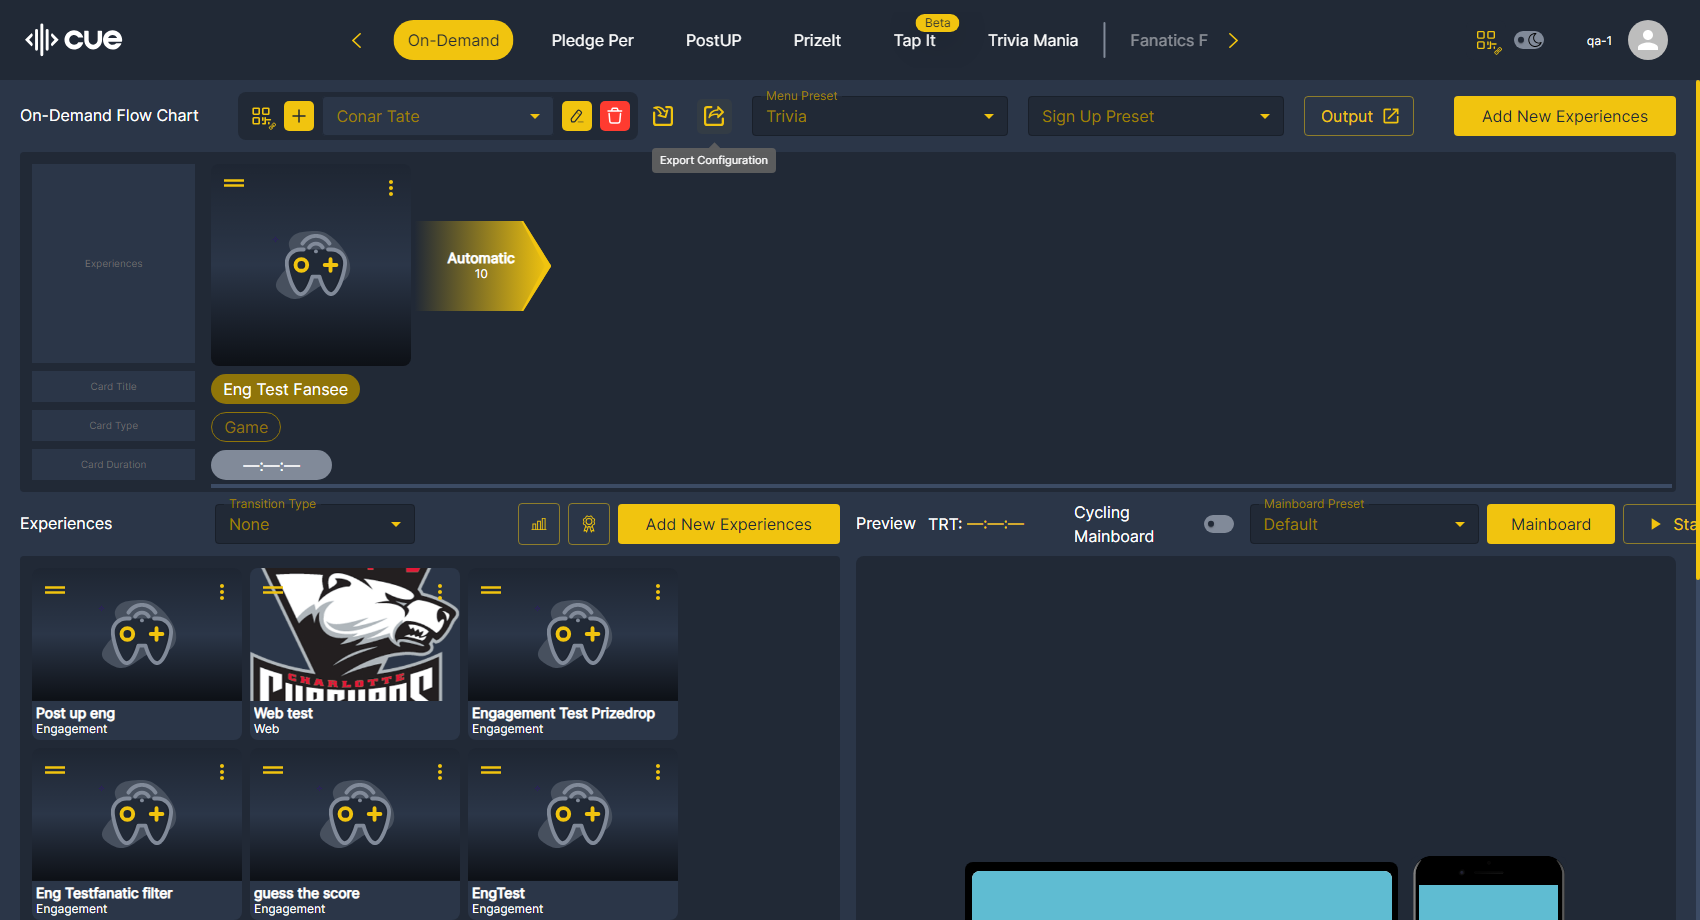 cue
On-Demand
Pledge Per
PostUP
PrizeIt
Beta
Tap It
Trivia Mania
Fanatics F
qa-1
On-Demand Flow Chart
Conar Tate
Menu Preset
Trivia
Sign Up Preset
Output
Add New Experiences
Export Configuration
Experiences
Automatic
10
Card Title
Eng Test Fansee
Card Type
Game
Card Duration
—:—:—
Experiences
Transition Type
None
Add New Experiences
Preview
TRT: —:—:—
Cycling
Mainboard
Mainboard Preset
Default
Mainboard
Sta
CHARLOTTE
Post up eng
Engagement
Web test
Web
Engagement Test Prizedrop
Engagement
Eng Testfanatic filter
Engagement
guess the score
Engagement
EngTest
Engagement